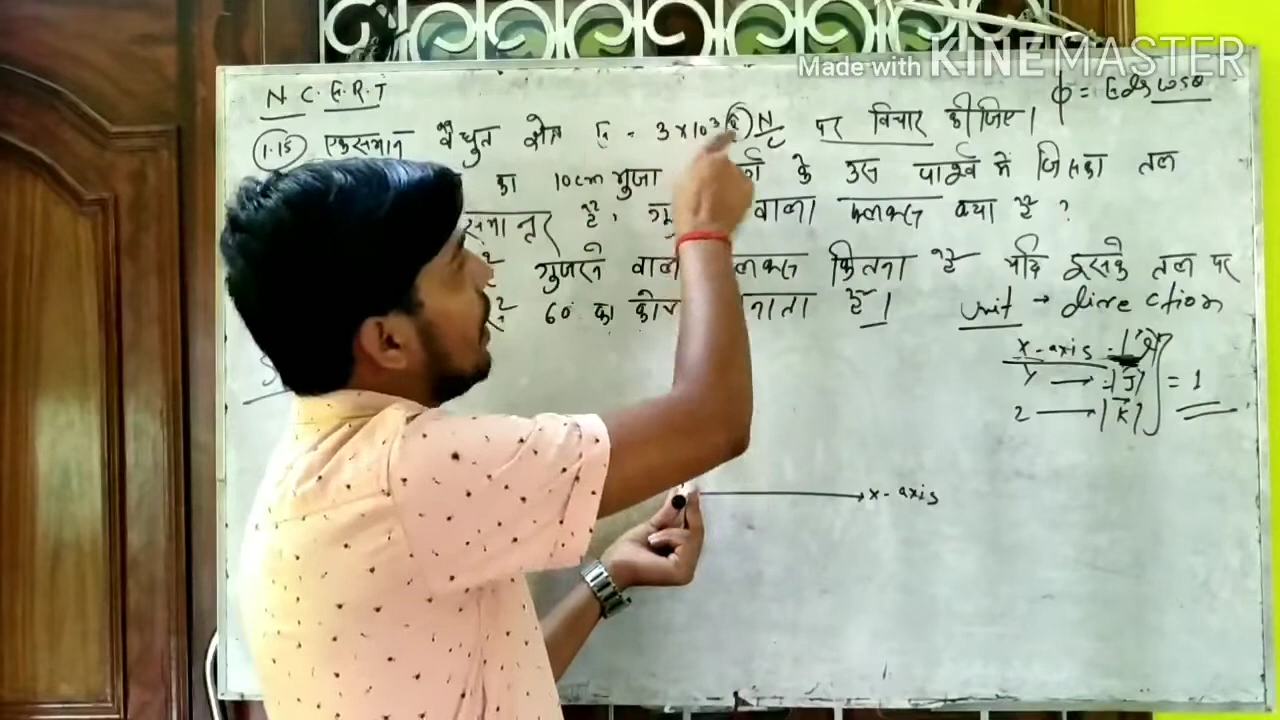 Made with KINEMASTER
N.C.E.R.T
ϕ = Eds cosθ
1.15 एकसमान वैधुत क्षेत्र E = 3×10³ î N/C पर विचार कीजिए।
का 10cm भुजा के उस पार्श्व में जिसका तल
समान्तर है, वाला फ्लक्स क्या है ?
गुजरने वाला फ्लक्स कितना है यदि इसके तल पर
60° का कोण बनाता है।
unit → direction
x-axis - |î|
y → |ĵ| = 1
z → |k̂|
x-axis